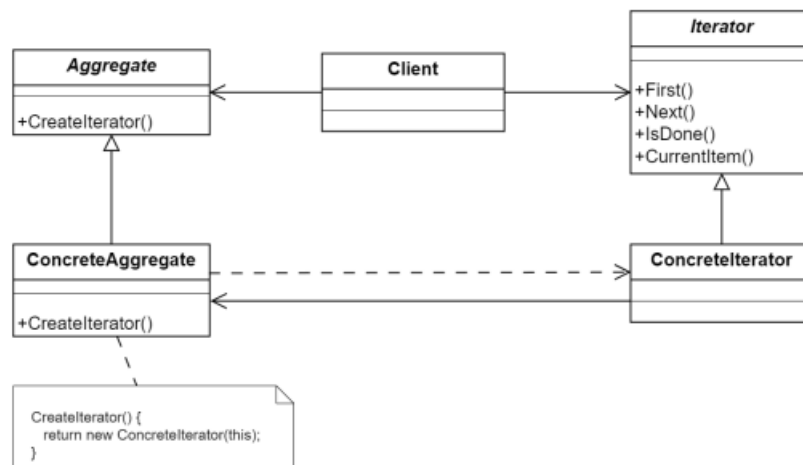 Aggregate
+CreateIterator()
Client
Iterator
+First()
+Next()
+IsDone()
+CurrentItem()
ConcreteAggregate
+CreateIterator()
ConcreteIterator
CreateIterator() {
return new ConcreteIterator(this);
}